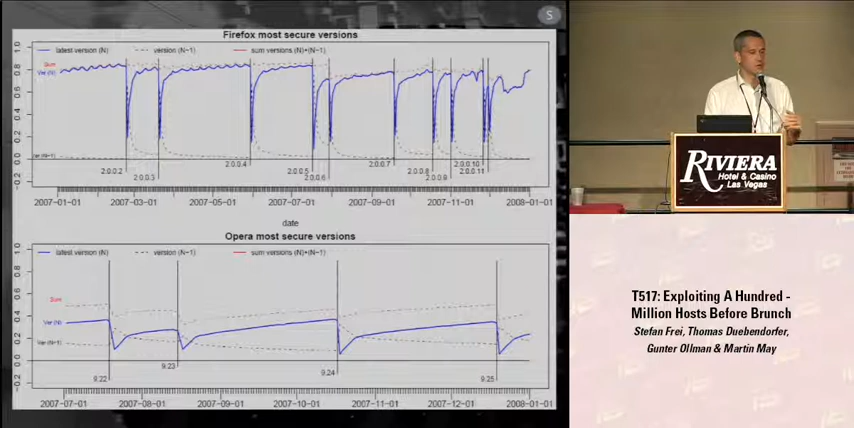 S
Firefox most secure versions
latest version (N) version (N-1) sum versions (N)+(N-1)
Sum
Ver (N)
1.0
0.8
0.6
0.4
0.2
0.0
-0.2
2.0.0.2
2.0.0.3
2.0.0.4
2.0.0.5
2.0.0.6
2.0.0.7
2.0.0.8
2.0.0.9
2.0.0.10
2.0.0.11
2007-01-01 2007-03-01 2007-05-01 2007-07-01 2007-09-01 2007-11-01 2008-01-01
date
Opera most secure versions
latest version (N) version (N-1) sum versions (N)+(N-1)
1.0
0.8
0.6
0.4
0.2
0.0
-0.2
Sum
Ver (N)
Ver (N-1)
9.22
9.23
9.24
9.25
2007-07-01 2007-08-01 2007-09-01 2007-10-01 2007-11-01 2007-12-01 2008-01-01
RIVIERA
Hotel & Casino
Las Vegas
T517: Exploiting A Hundred -
Million Hosts Before Brunch
Stefan Frei, Thomas Duebendorfer,
Gunter Ollman & Martin May